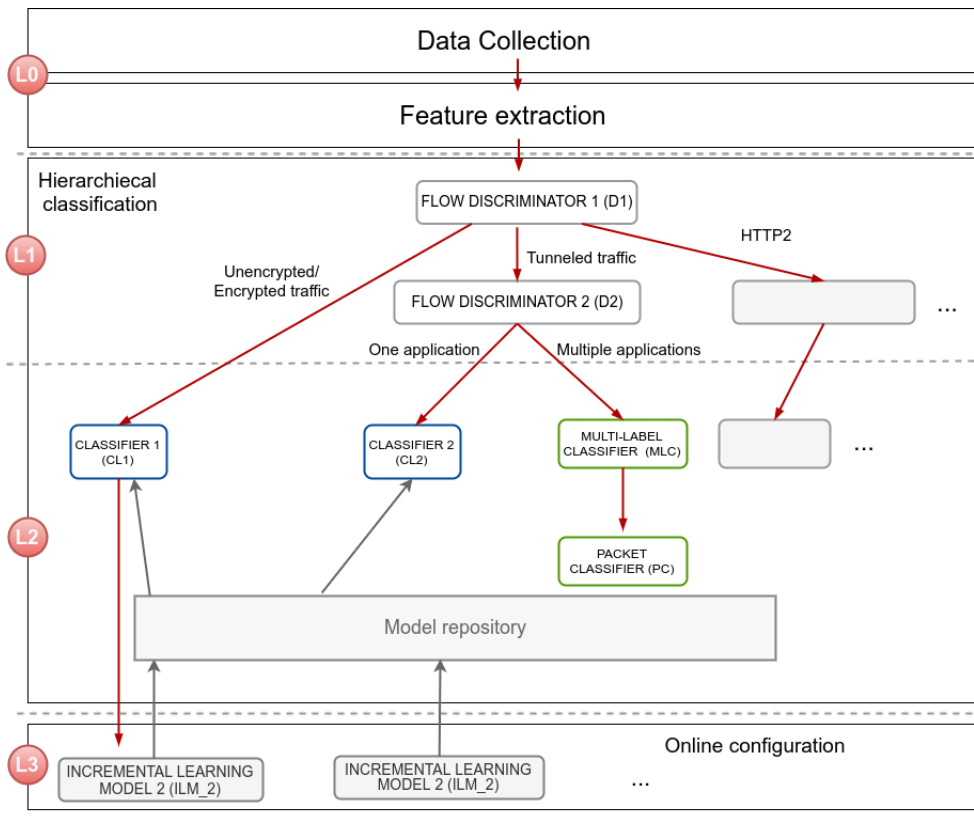 Data Collection
L0
Feature extraction
Hierarchiecal
classification
FLOW DISCRIMINATOR 1 (D1)
HTTP2
L1
Unencrypted/
Encrypted traffic
Tunneled traffic
FLOW DISCRIMINATOR 2 (D2)
...
One application
Multiple applications
CLASSIFIER 1
(CL1)
CLASSIFIER 2
(CL2)
MULTI-LABEL
CLASSIFIER (MLC)
...
L2
PACKET
CLASSIFIER (PC)
Model repository
L3
Online configuration
INCREMENTAL LEARNING
MODEL 2 (ILM_2)
INCREMENTAL LEARNING
MODEL 2 (ILM_2)
...